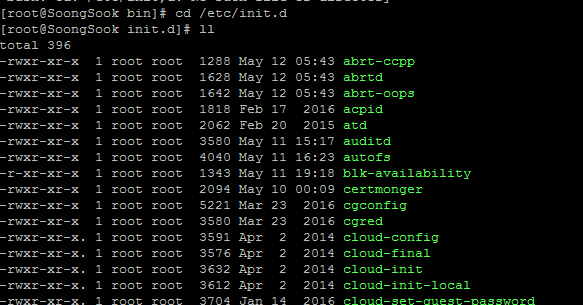 [root@SoongSook bin]# cd /etc/init.d
[root@SoongSook init.d]# ll
total 396
-rwxr-xr-x  1 root root  1288 May 12 05:43 abrt-ccpp
-rwxr-xr-x  1 root root  1628 May 12 05:43 abrtd
-rwxr-xr-x  1 root root  1642 May 12 05:43 abrt-oops
-rwxr-xr-x  1 root root  1818 Feb 17  2016 acpid
-rwxr-xr-x  1 root root  2062 Feb 20  2015 atd
-rwxr-xr-x  1 root root  3580 May 11 15:17 auditd
-rwxr-xr-x  1 root root  4040 May 11 16:23 autofs
-r-xr-xr-x  1 root root  1343 May 11 19:18 blk-availability
-rwxr-xr-x  1 root root  2094 May 10 00:09 certmonger
-rwxr-xr-x  1 root root  5221 Mar 23  2016 cgconfig
-rwxr-xr-x  1 root root  3580 Mar 23  2016 cgred
-rwxr-xr-x. 1 root root  3591 Apr  2  2014 cloud-config
-rwxr-xr-x. 1 root root  3576 Apr  2  2014 cloud-final
-rwxr-xr-x. 1 root root  3632 Apr  2  2014 cloud-init
-rwxr-xr-x. 1 root root  3612 Apr  2  2014 cloud-init-local
-rwxr-xr-x. 1 root root  3704 Jan 14  2016 cloud-set-guest-password